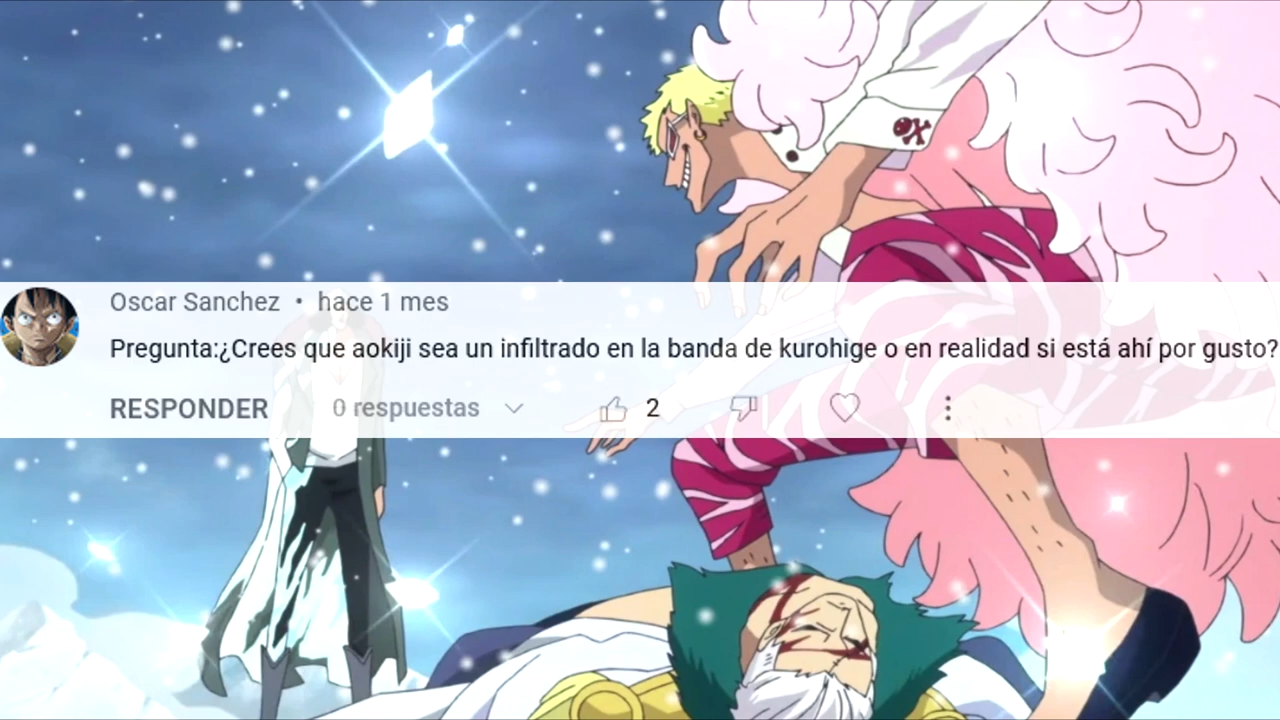 Oscar Sanchez • hace 1 mes
Pregunta:¿Crees que aokiji sea un infiltrado en la banda de kurohige o en realidad si está ahí por gusto?
RESPONDER 0 respuestas 2